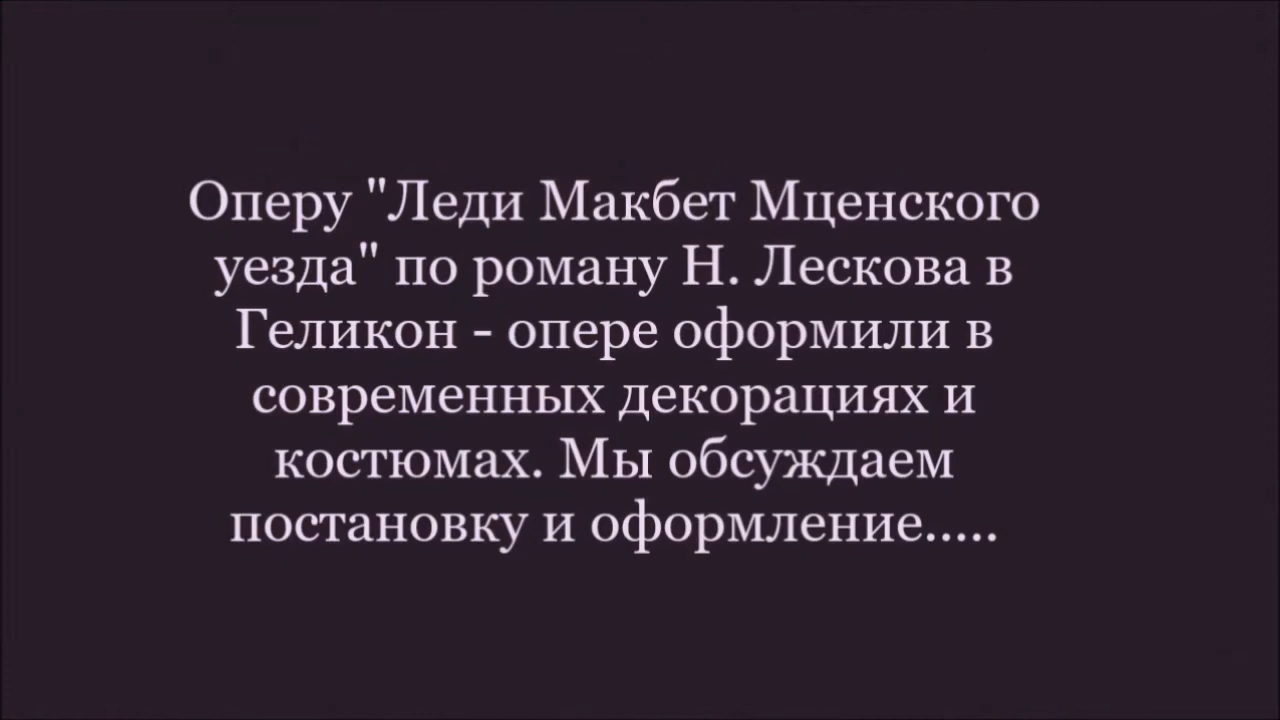 Оперу "Леди Макбет Мценского
уезда" по роману Н. Лескова в
Геликон - опере оформили в
современных декорациях и
костюмах. Мы обсуждаем
постановку и оформление.....